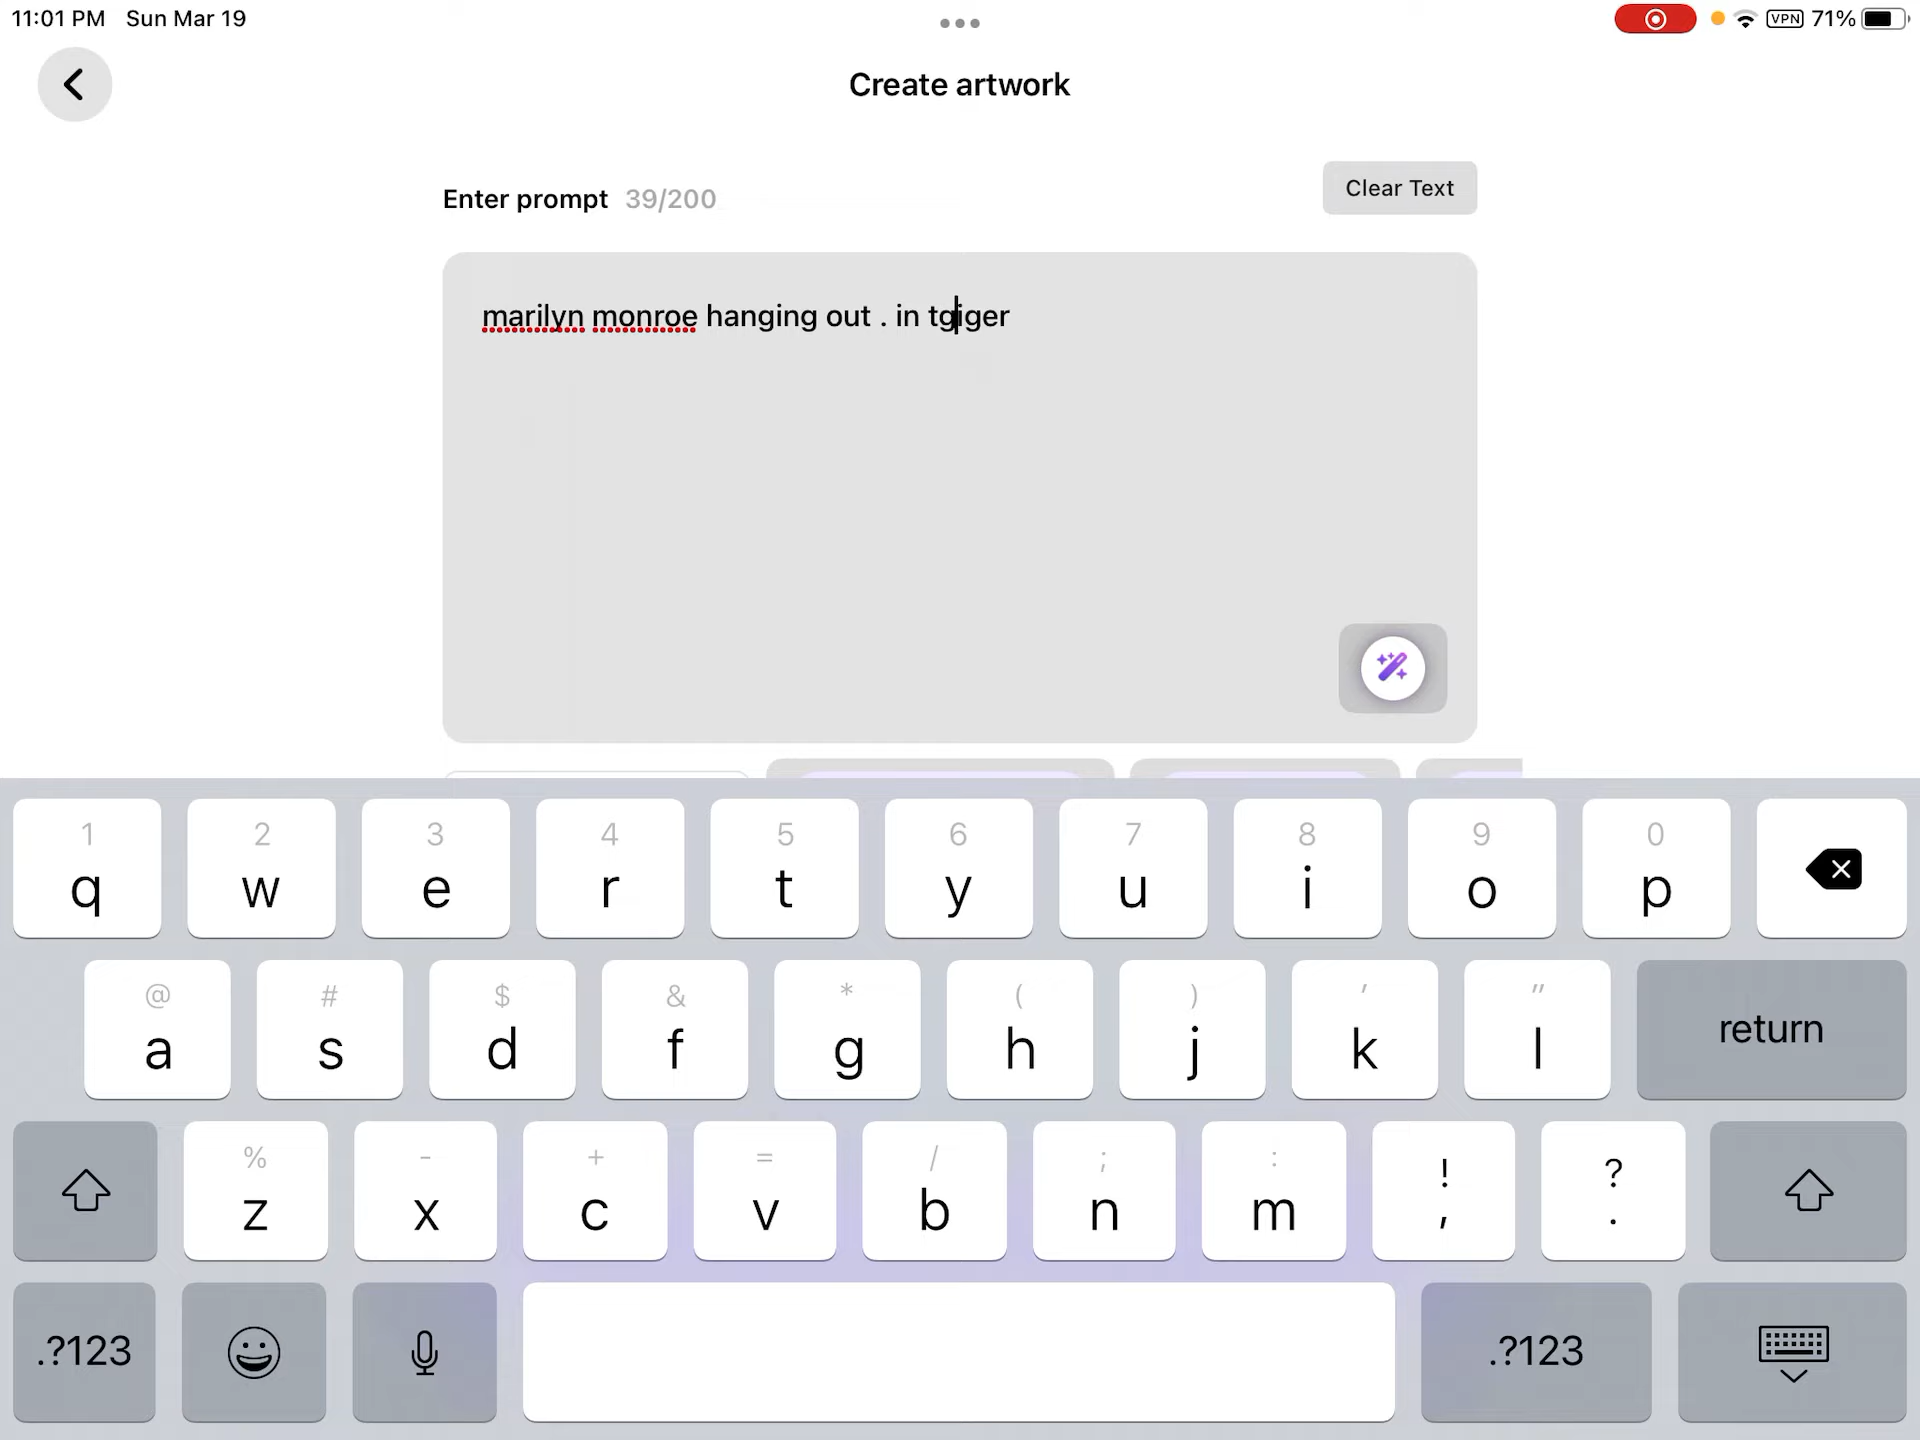 11:01 PM Sun Mar 19
VPN 71%
Create artwork
Enter prompt 39/200
Clear Text
marilyn monroe hanging out . in tgiger
1 2 3 4 5 6 7 8 9 0
q w e r t y u i o p
@ # $ & * ( ) ' "
a s d f g h j k l return
% - + = / ; : ! ?
z x c v b n m , .
.?123 .?123